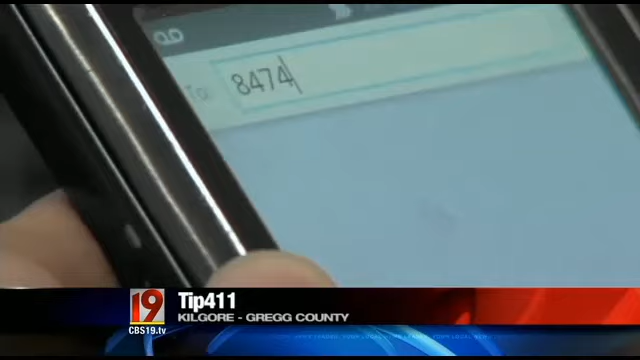 To:
8474
19
CBS19.tv
Tip411
KILGORE - GREGG COUNTY